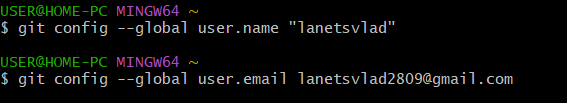 USER@HOME-PC MINGW64 ~
$ git config --global user.name "lanetsvlad"
USER@HOME-PC MINGW64 ~
$ git config --global user.email lanetsvlad2809@gmail.com